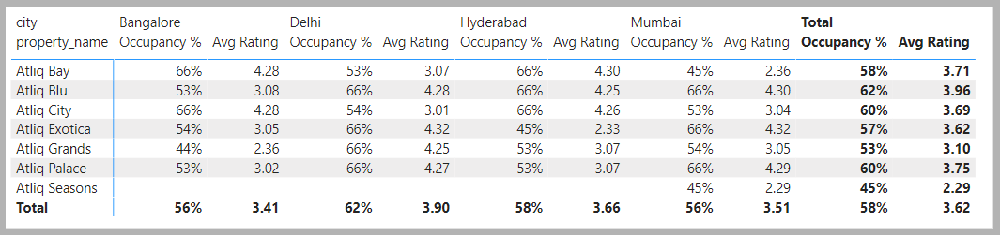 city Bangalore Delhi Hyderabad Mumbai Total
property_name Occupancy % Avg Rating Occupancy % Avg Rating Occupancy % Avg Rating Occupancy % Avg Rating Occupancy % Avg Rating
Atliq Bay 66% 4.28 53% 3.07 66% 4.30 45% 2.36 58% 3.71
Atliq Blu 53% 3.08 66% 4.28 66% 4.25 66% 4.30 62% 3.96
Atliq City 66% 4.28 54% 3.01 66% 4.26 53% 3.04 60% 3.69
Atliq Exotica 54% 3.05 66% 4.32 45% 2.33 66% 4.32 57% 3.62
Atliq Grands 44% 2.36 66% 4.25 53% 3.07 54% 3.05 53% 3.10
Atliq Palace 53% 3.02 66% 4.27 53% 3.07 66% 4.29 60% 3.75
Atliq Seasons 45% 2.29 45% 2.29
Total 56% 3.41 62% 3.90 58% 3.66 56% 3.51 58% 3.62